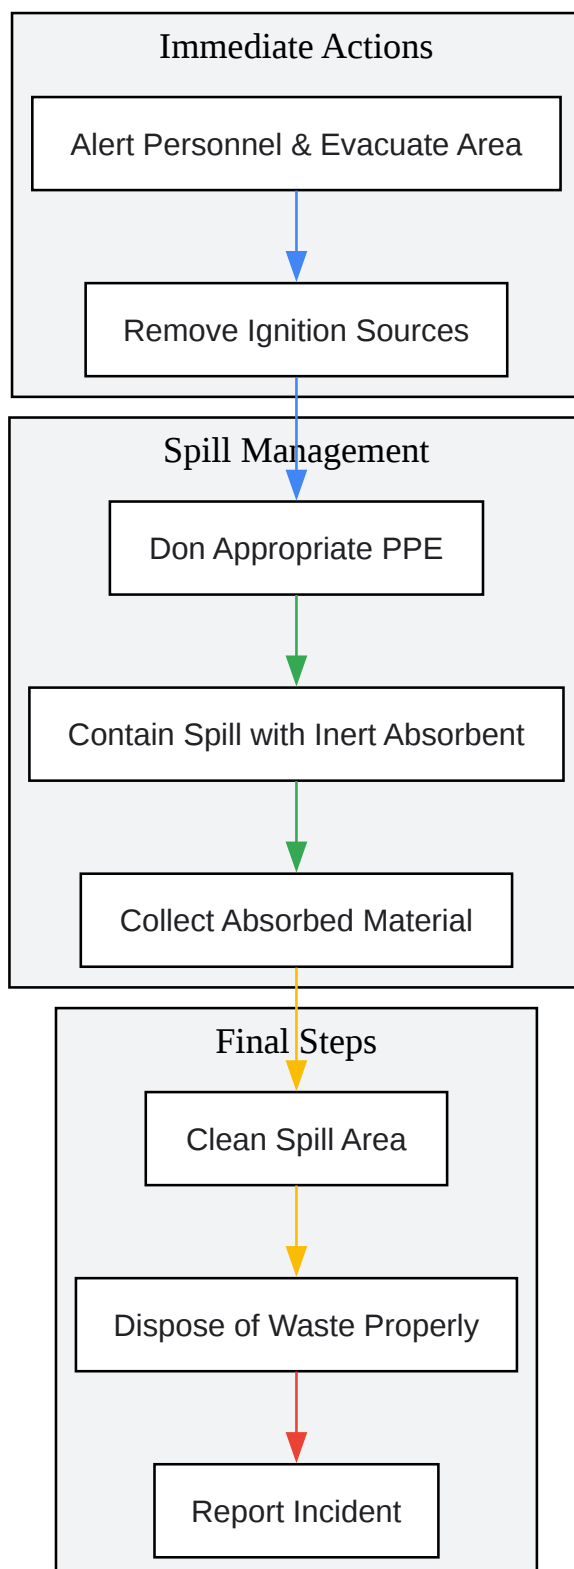 Immediate Actions
Alert Personnel & Evacuate Area
Remove Ignition Sources
Spill Management
Don Appropriate PPE
Contain Spill with Inert Absorbent
Collect Absorbed Material
Final Steps
Clean Spill Area
Dispose of Waste Properly
Report Incident